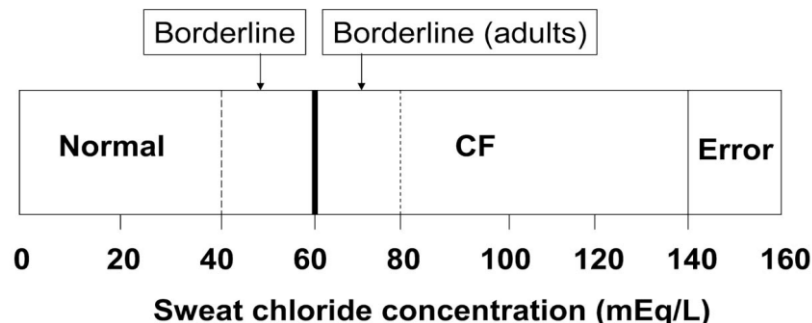 Borderline
Borderline (adults)
Normal
CF
Error
0 20 40 60 80 100 120 140 160
Sweat chloride concentration (mEq/L)